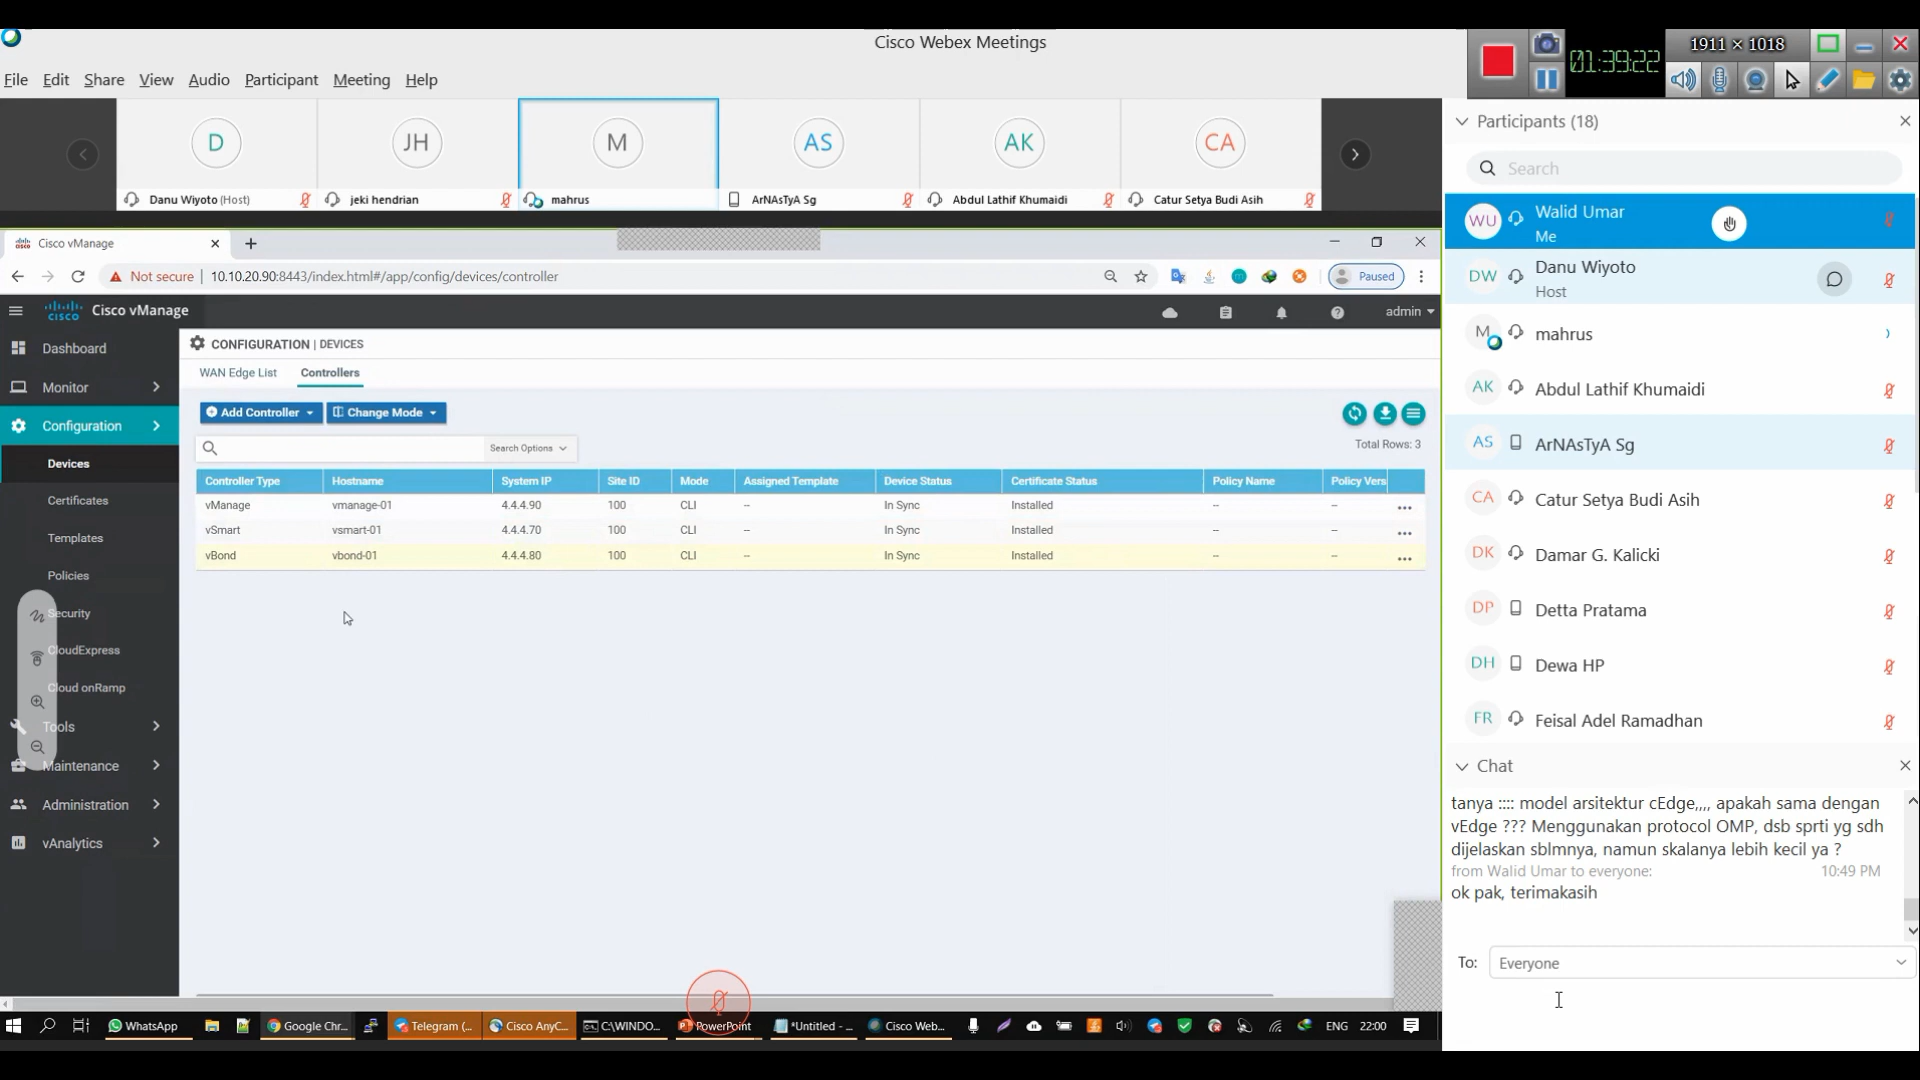 Cisco Webex Meetings
01:39:22
1911 × 1018
File Edit Share View Audio Participant Meeting Help
D JH M AS AK CA
Danu Wiyoto (Host) jeki hendrian mahrus ArNAsTyA Sg Abdul Lathif Khumaidi Catur Setya Budi Asih
Cisco vManage
Not secure 10.10.20.90:8443/index.html#/app/config/devices/controller Paused
cisco Cisco vManage admin
Dashboard
Monitor
Configuration
Devices
Certificates
Templates
Policies
Security
CloudExpress
Cloud onRamp
Tools
Maintenance
Administration
vAnalytics
CONFIGURATION | DEVICES
WAN Edge List Controllers
Add Controller Change Mode
Search Options Total Rows: 3
Controller Type Hostname System IP Site ID Mode Assigned Template Device Status Certificate Status Policy Name Policy Vers
vManage vmanage-01 4.4.4.90 100 CLI -- In Sync Installed -- --
vSmart vsmart-01 4.4.4.70 100 CLI -- In Sync Installed -- --
vBond vbond-01 4.4.4.80 100 CLI -- In Sync Installed -- --
Participants (18)
Search
WU Walid Umar
Me
DW Danu Wiyoto
Host
M mahrus
AK Abdul Lathif Khumaidi
AS ArNAsTyA Sg
CA Catur Setya Budi Asih
DK Damar G. Kalicki
DP Detta Pratama
DH Dewa HP
FR Feisal Adel Ramadhan
Chat
tanya :::: model arsitektur cEdge,,,, apakah sama dengan
vEdge ??? Menggunakan protocol OMP, dsb sprti yg sdh
dijelaskan sblmnya, namun skalanya lebih kecil ya ?
from Walid Umar to everyone: 10:49 PM
ok pak, terimakasih
To: Everyone
WhatsApp Google Chr... Telegram (... Cisco AnyC... C:\WINDO... PowerPoint *Untitled - ... Cisco Web... ENG 22:00